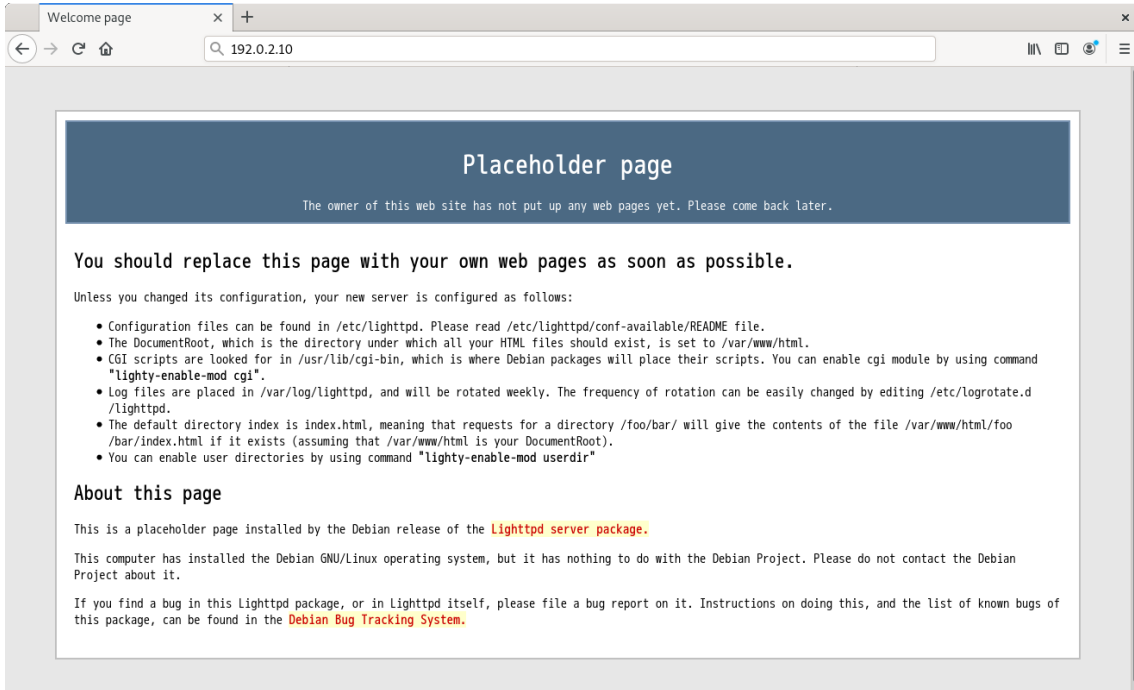 Welcome page
192.0.2.10
Placeholder page
The owner of this web site has not put up any web pages yet. Please come back later.
You should replace this page with your own web pages as soon as possible.
Unless you changed its configuration, your new server is configured as follows:
Configuration files can be found in /etc/lighttpd. Please read /etc/lighttpd/conf-available/README file.
The DocumentRoot, which is the directory under which all your HTML files should exist, is set to /var/www/html.
CGI scripts are looked for in /usr/lib/cgi-bin, which is where Debian packages will place their scripts. You can enable cgi module by using command
"lighty-enable-mod cgi".
Log files are placed in /var/log/lighttpd, and will be rotated weekly. The frequency of rotation can be easily changed by editing /etc/logrotate.d
/lighttpd.
The default directory index is index.html, meaning that requests for a directory /foo/bar/ will give the contents of the file /var/www/html/foo
/bar/index.html if it exists (assuming that /var/www/html is your DocumentRoot).
You can enable user directories by using command "lighty-enable-mod userdir"
About this page
This is a placeholder page installed by the Debian release of the Lighttpd server package.
This computer has installed the Debian GNU/Linux operating system, but it has nothing to do with the Debian Project. Please do not contact the Debian
Project about it.
If you find a bug in this Lighttpd package, or in Lighttpd itself, please file a bug report on it. Instructions on doing this, and the list of known bugs of
this package, can be found in the Debian Bug Tracking System.